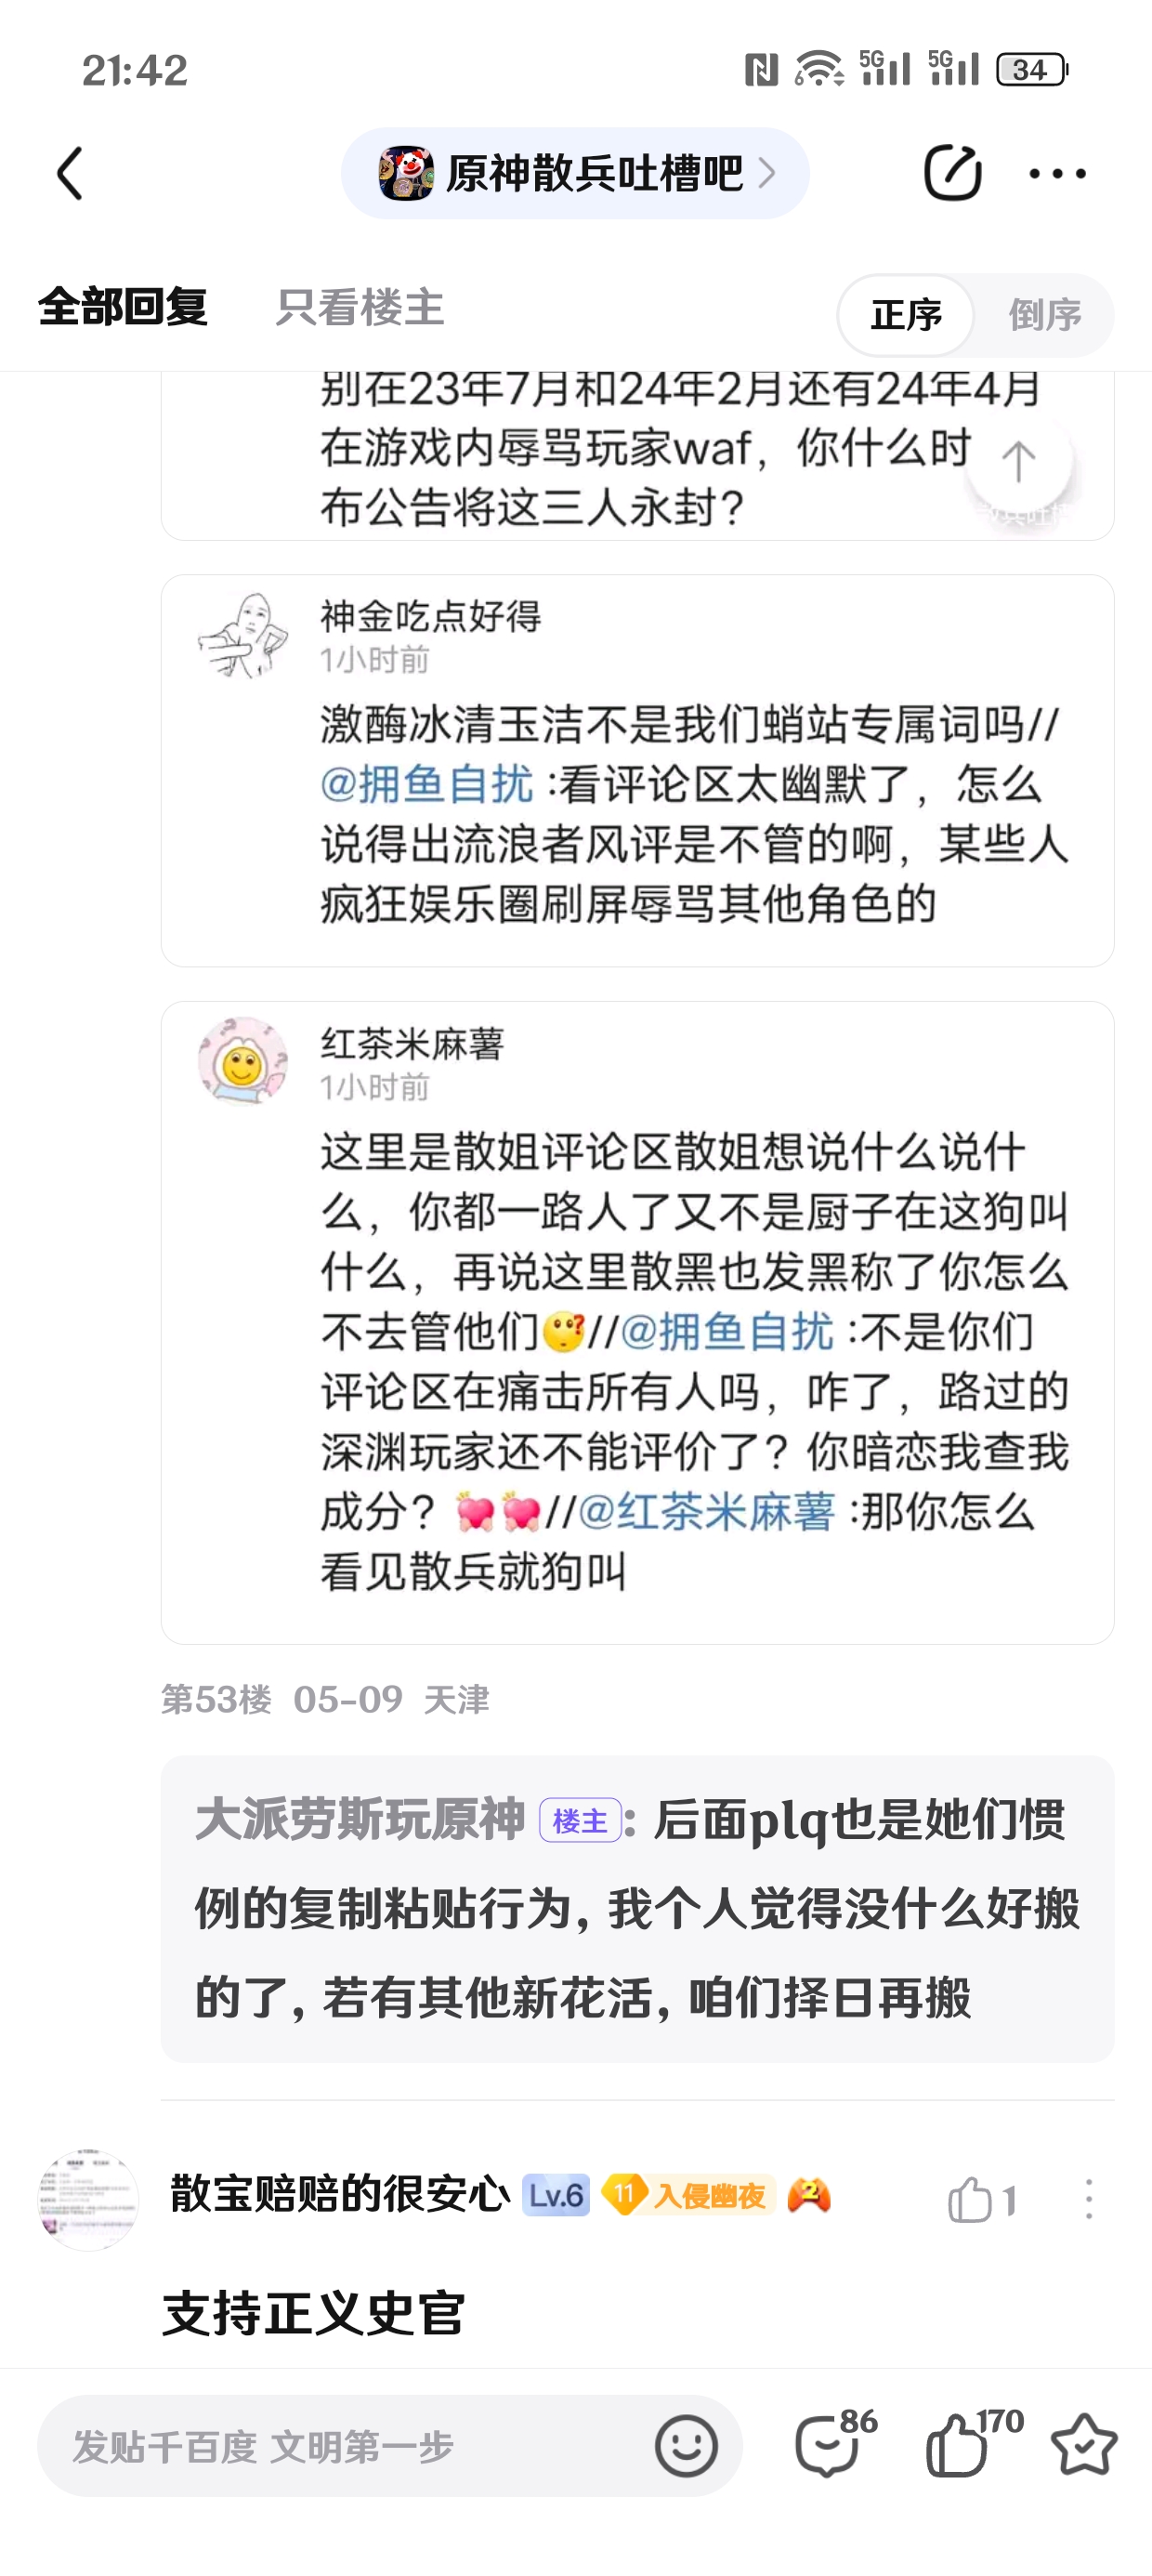 21:42
6 5G 5G 34
原神散兵吐槽吧
全部回复 只看楼主 正序 倒序
别在23年7月和24年2月还有24年4月
在游戏内辱骂玩家waf，你什么时
布公告将这三人永封？
神金吃点好得
1小时前
激酶冰清玉洁不是我们蛸站专属词吗//
@拥鱼自扰 :看评论区太幽默了，怎么
说得出流浪者风评是不管的啊，某些人
疯狂娱乐圈刷屏辱骂其他角色的
红茶米麻薯
1小时前
这里是散姐评论区散姐想说什么说什
么，你都一路人了又不是厨子在这狗叫
什么，再说这里散黑也发黑称了你怎么
不去管他们//@拥鱼自扰 :不是你们
评论区在痛击所有人吗，咋了，路过的
深渊玩家还不能评价了？你暗恋我查我
成分？//@红茶米麻薯 :那你怎么
看见散兵就狗叫
第53楼 05-09 天津
大派劳斯玩原神 楼主: 后面plq也是她们惯
例的复制粘贴行为, 我个人觉得没什么好搬
的了, 若有其他新花活, 咱们择日再搬
散宝赔赔的很安心 Lv.6 11 入侵幽夜 2 1
支持正义史官
发贴千百度 文明第一步 86 170